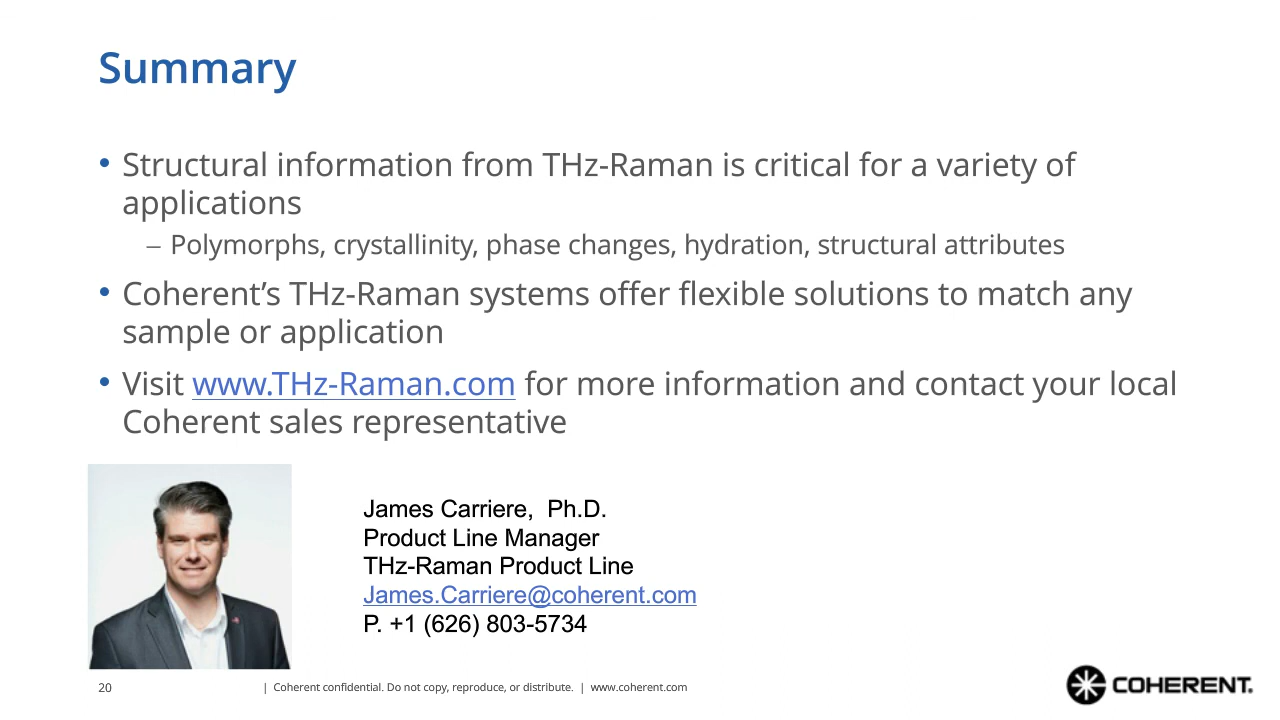 Summary
• Structural information from THz-Raman is critical for a variety of
applications
– Polymorphs, crystallinity, phase changes, hydration, structural attributes
• Coherent’s THz-Raman systems offer flexible solutions to match any
sample or application
• Visit www.THz-Raman.com for more information and contact your local
Coherent sales representative
James Carriere,  Ph.D.
Product Line Manager
THz-Raman Product Line
James.Carriere@coherent.com
P. +1 (626) 803-5734
20 | Coherent confidential. Do not copy, reproduce, or distribute. | www.coherent.com
COHERENT.